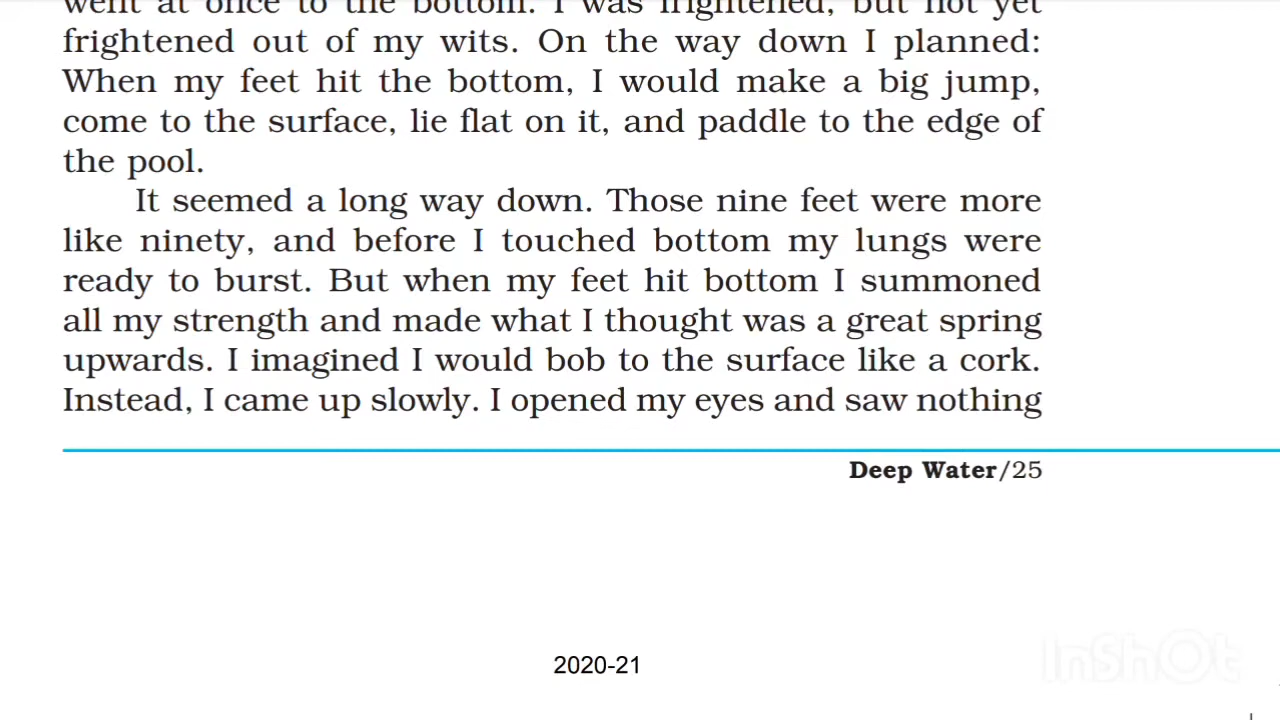 went at once to the bottom. I was frightened, but not yet
frightened out of my wits. On the way down I planned:
When my feet hit the bottom, I would make a big jump,
come to the surface, lie flat on it, and paddle to the edge of
the pool.
It seemed a long way down. Those nine feet were more
like ninety, and before I touched bottom my lungs were
ready to burst. But when my feet hit bottom I summoned
all my strength and made what I thought was a great spring
upwards. I imagined I would bob to the surface like a cork.
Instead, I came up slowly. I opened my eyes and saw nothing
Deep Water/25
2020-21
InShOt